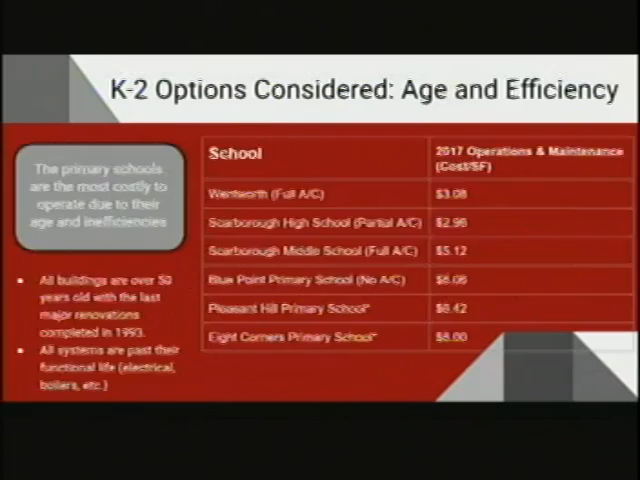 K-2 Options Considered: Age and Efficiency
The primary schools
are the most costly to
operate due to their
age and inefficiencies
All buildings are over 50
years old with the last
major renovations
completed in 1993.
All systems are past their
functional life (electrical,
boilers, etc.)
School
2017 Operations & Maintenance
(Cost/SF)
Wentworth (Full A/C)
Scarborough High School (Partial A/C)
Scarborough Middle School (Full A/C) $5.12
Blue Point Primary School (No A/C)
Pleasant Hill Primary School* $6.42
Eight Corners Primary School*